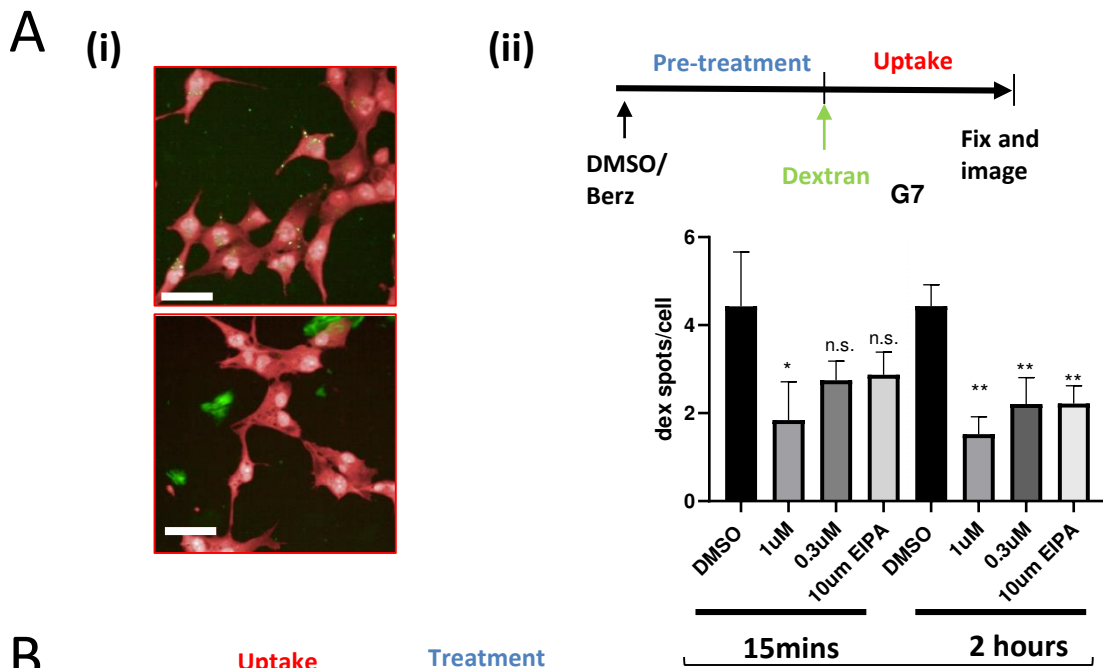 A
(i)
(ii)
Pre-treatment
Uptake
DMSO/
Berz
Dextran
Fix and
image
G7
dex spots/cell
6
4
2
0
*
n.s.
n.s.
**
**
**
DMSO
1uM
0.3uM
10um EIPA
DMSO
1uM
0.3uM
10um EIPA
15mins
2 hours
B
Uptake
Treatment